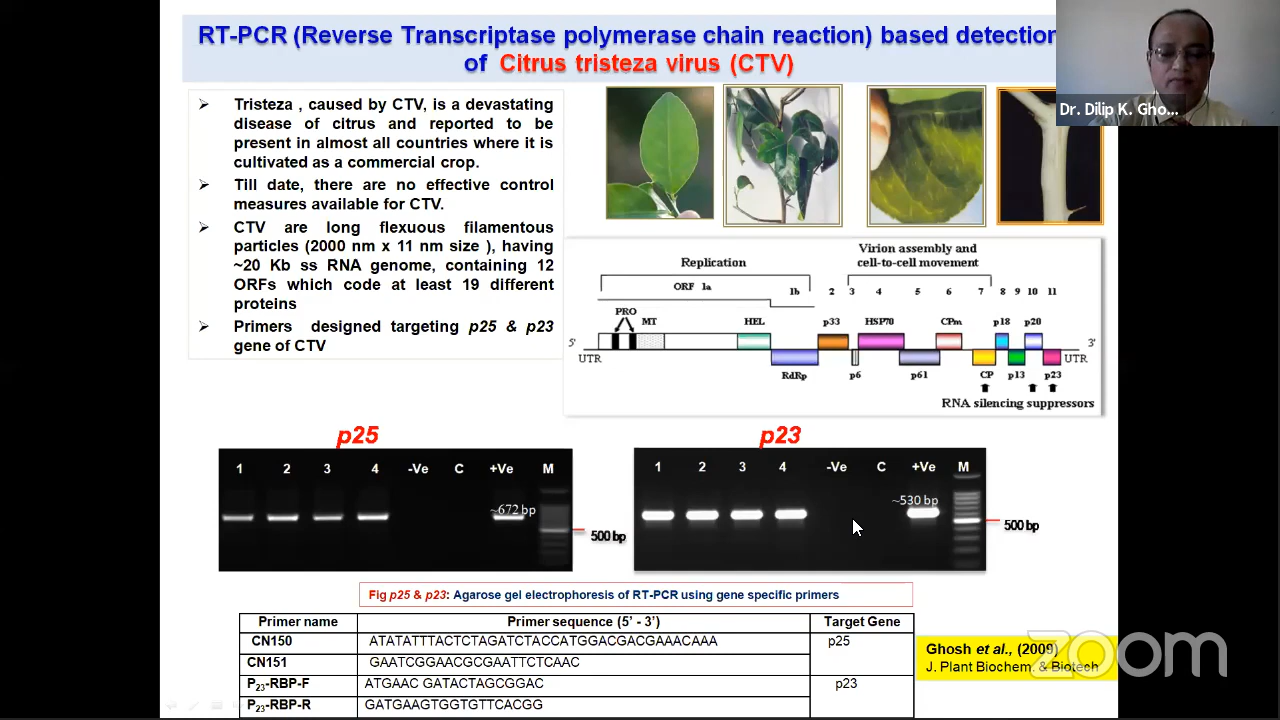 RT-PCR (Reverse Transcriptase polymerase chain reaction) based detection
of Citrus tristeza virus (CTV)
Dr. Dilip K. Gho...
➢ Tristeza , caused by CTV, is a devastating
disease of citrus and reported to be
present in almost all countries where it is
cultivated as a commercial crop.
➢ Till date, there are no effective control
measures available for CTV.
➢ CTV are long flexuous filamentous
particles (2000 nm x 11 nm size ), having
~20 Kb ss RNA genome, containing 12
ORFs which code at least 19 different
proteins
➢ Primers designed targeting p25 & p23
gene of CTV
Replication
Virion assembly and
cell-to-cell movement
ORF 1a
1b 2 3 4 5 6 7 8 9 10 11
PRO
MT HEL p33 HSP70 CPm p18 p20
5' 3'
UTR UTR
RdRp p6 p61 CP p13 p23
RNA silencing suppressors
p25
1 2 3 4 -Ve C +Ve M
~672 bp
500 bp
p23
1 2 3 4 -Ve C +Ve M
~530 bp
500 bp
Fig p25 & p23: Agarose gel electrophoresis of RT-PCR using gene specific primers
Primer name Primer sequence (5' - 3') Target Gene
CN150 ATATATTTACTCTAGATCTACCATGGACGACGAAACAAA p25
CN151 GAATCGGAACGCGAATTCTCAAC
P23-RBP-F ATGAAC GATACTAGCGGAC p23
P23-RBP-R GATGAAGTGGTGTTCACGG
Ghosh et al., (2009)
J. Plant Biochem. & Biotech
zoom